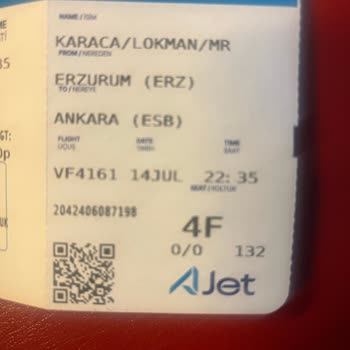 NAME/İSİM
KARACA/LOKMAN/MR
FROM/NEREDEN
ERZURUM (ERZ)
TO/NEREYE
ANKARA (ESB)
FLIGHT DATE TIME
UÇUŞ TARİH SAAT
VF4161 14JUL 22:35
SEAT/KOLTUK
2042406087198
4F
0/0 132
AJet